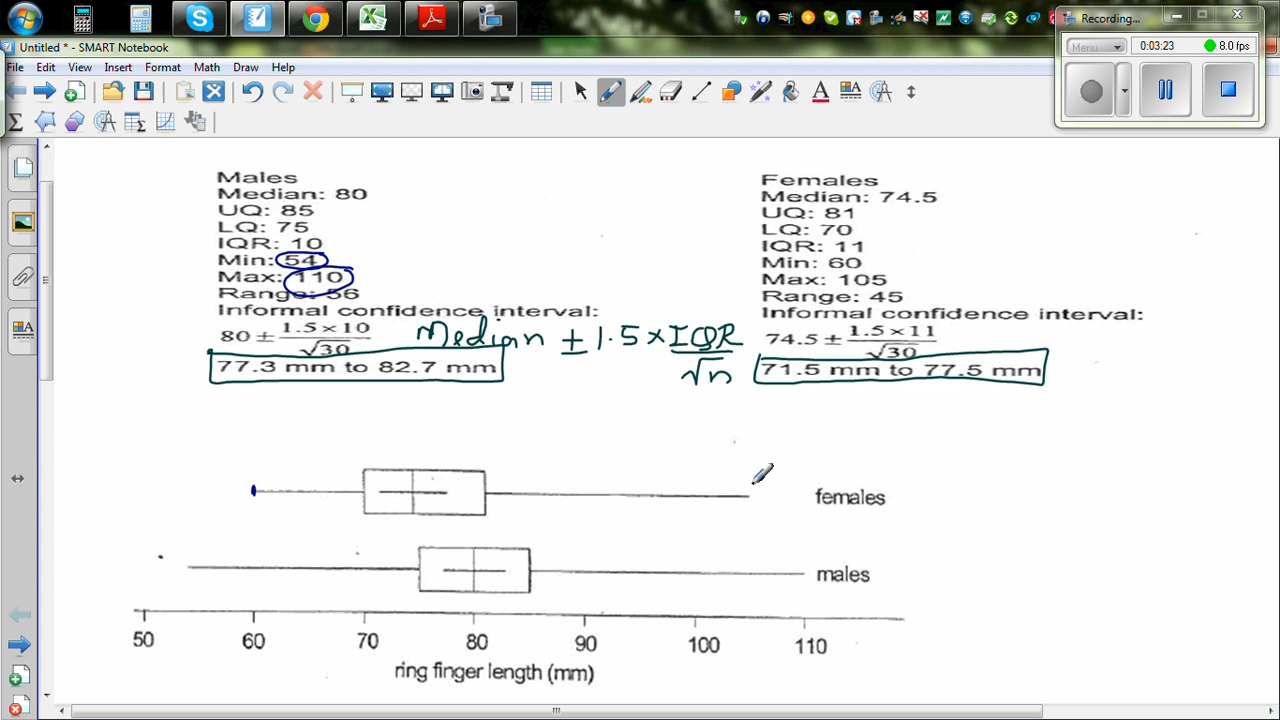 Recording...
Untitled * - SMART Notebook
Menu
0:03:23
8.0 fps
File Edit View Insert Format Math Draw Help
Males
Median: 80
UQ: 85
LQ: 75
IQR: 10
Min: 54
Max: 110
Range: 56
Informal confidence interval:
80 ± 1.5 × 10 / √30
77.3 mm to 82.7 mm
Median ± 1.5 × IQR / √n
Females
Median: 74.5
UQ: 81
LQ: 70
IQR: 11
Min: 60
Max: 105
Range: 45
Informal confidence interval:
74.5 ± 1.5 × 11 / √30
71.5 mm to 77.5 mm
females
males
50 60 70 80 90 100 110
ring finger length (mm)